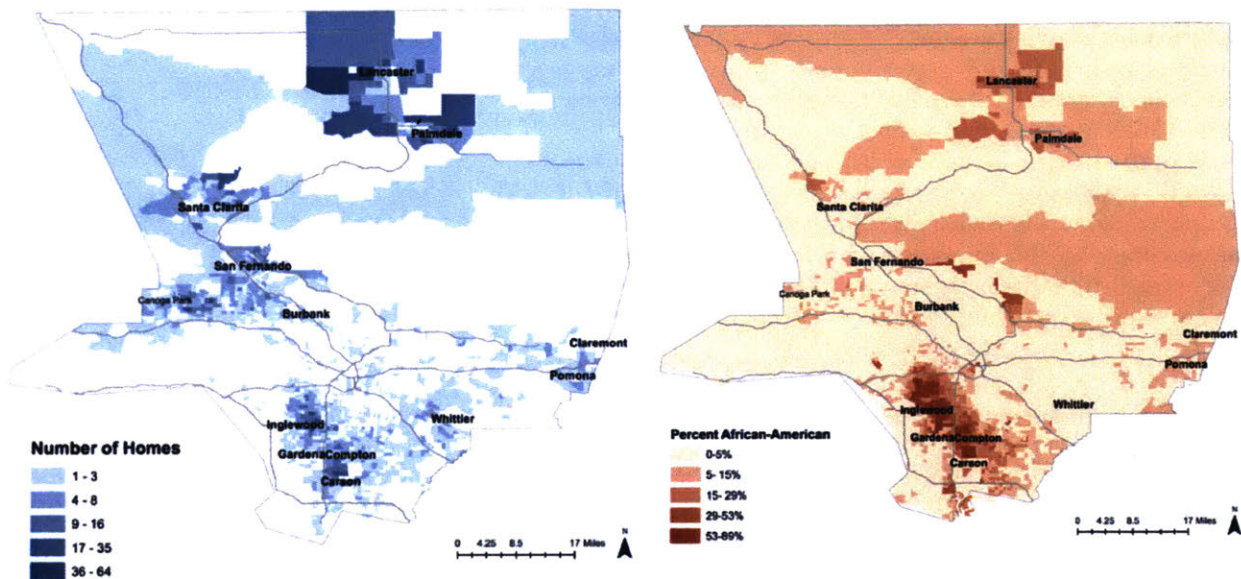 Lancaster
Palmdale
Santa Clarita
San Fernando
Canoga Park
Burbank
Claremont
Pomona
Whittier
Inglewood
GardenaCompton
Carson
Number of Homes
1 - 3
4 - 8
9 - 16
17 - 35
36 - 64
0 4.25 8.5 17 Miles
N
Lancaster
Palmdale
Santa Clarita
San Fernando
Canoga Park
Burbank
Claremont
Pomona
Whittier
Inglewood
GardenaCompton
Carson
Percent African-American
0-5%
5- 15%
15- 29%
29-53%
53-89%
0 4.25 8.5 17 Miles
N